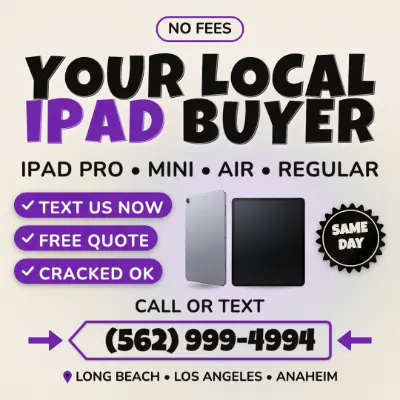 NO FEES
YOUR LOCAL
IPAD BUYER
IPAD PRO • MINI • AIR • REGULAR
TEXT US NOW
FREE QUOTE
CRACKED OK
SAME
DAY
CALL OR TEXT
(562) 999-4994
LONG BEACH • LOS ANGELES • ANAHEIM